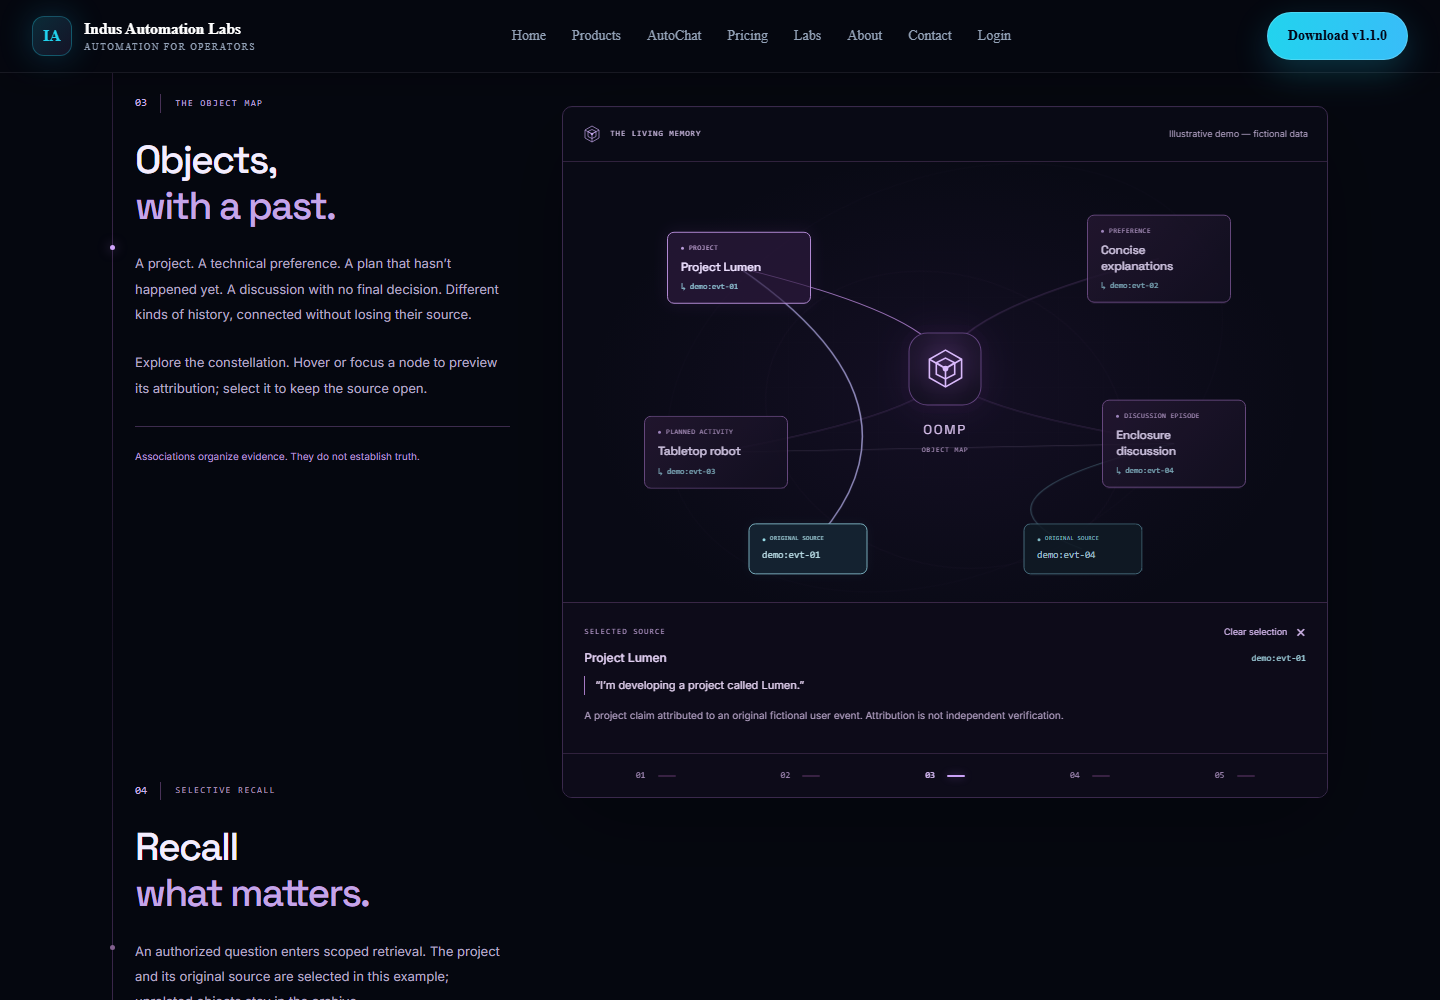 IA
Indus Automation Labs
AUTOMATION FOR OPERATORS
Home
Products
AutoChat
Pricing
Labs
About
Contact
Login
Download v1.1.0
03
THE OBJECT MAP
Objects,
with a past.
A project. A technical preference. A plan that hasn't
happened yet. A discussion with no final decision. Different
kinds of history, connected without losing their source.
Explore the constellation. Hover or focus a node to preview
its attribution; select it to keep the source open.
Associations organize evidence. They do not establish truth.
THE LIVING MEMORY
Illustrative demo — fictional data
PROJECT
Project Lumen
↳ demo:evt-01
PREFERENCE
Concise
explanations
↳ demo:evt-02
OOMP
OBJECT MAP
PLANNED ACTIVITY
Tabletop robot
↳ demo:evt-03
DISCUSSION EPISODE
Enclosure
discussion
↳ demo:evt-04
ORIGINAL SOURCE
demo:evt-01
ORIGINAL SOURCE
demo:evt-04
SELECTED SOURCE
Clear selection ✕
Project Lumen
demo:evt-01
“I’m developing a project called Lumen.”
A project claim attributed to an original fictional user event. Attribution is not independent verification.
01
02
03
04
05
04
SELECTIVE RECALL
Recall
what matters.
An authorized question enters scoped retrieval. The project
and its original source are selected in this example;
unrelated objects stay in the archive.